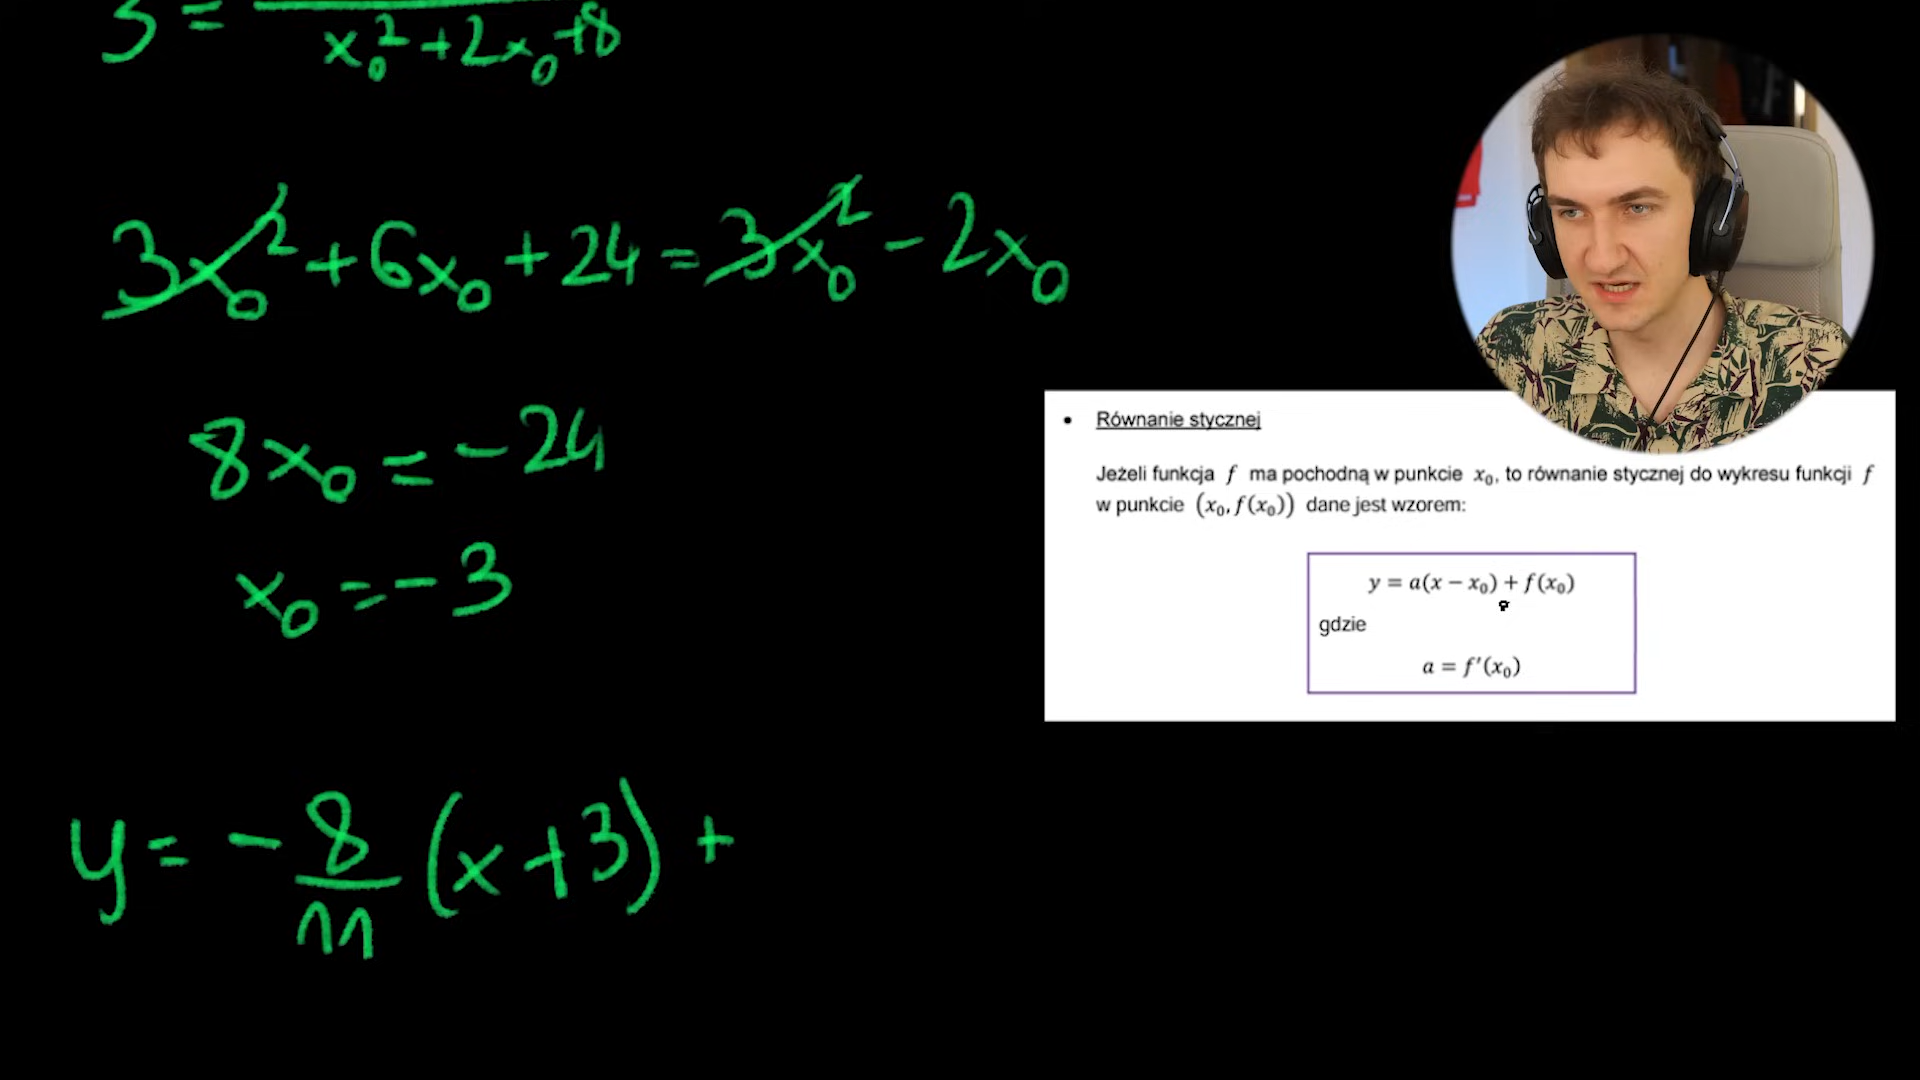 3 = x₀² + 2x₀ + 8
3x₀² + 6x₀ + 24 = 3x₀² - 2x₀
8x₀ = -24
x₀ = -3
y = - 8/11 (x + 3) +
• Równanie stycznej
Jeżeli funkcja f ma pochodną w punkcie x₀, to równanie stycznej do wykresu funkcji f
w punkcie (x₀, f(x₀)) dane jest wzorem:
y = a(x − x₀) + f(x₀)
gdzie
a = f′(x₀)